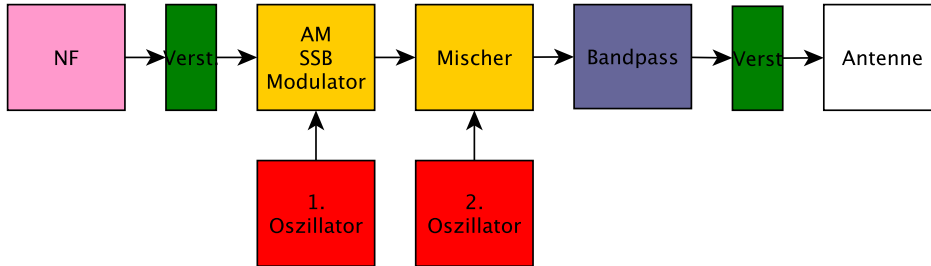 NF
Verst.
AM
SSB
Modulator
Mischer
Bandpass
Verst
Antenne
1.
Oszillator
2.
Oszillator